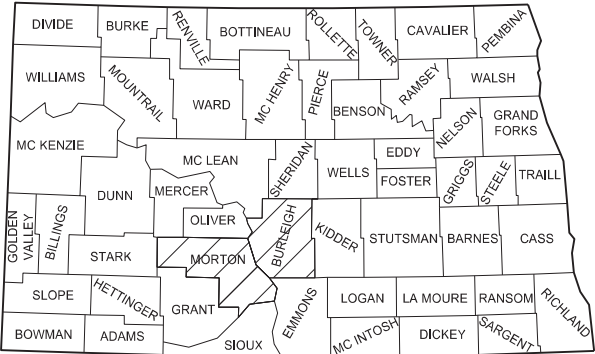 DIVIDE
BURKE
RENVILLE
BOTTINEAU
ROLLETTE
TOWNER
CAVALIER
PEMBINA
WILLIAMS
MOUNTRAIL
WARD
MC HENRY
PIERCE
BENSON
RAMSEY
WALSH
MC KENZIE
NELSON
GRAND
FORKS
MC LEAN
SHERIDAN
WELLS
EDDY
FOSTER
GRIGGS
STEELE
TRAILL
DUNN
MERCER
OLIVER
GOLDEN
VALLEY
BILLINGS
STARK
MORTON
BURLEIGH
KIDDER
STUTSMAN
BARNES
CASS
SLOPE
HETTINGER
GRANT
EMMONS
LOGAN
LA MOURE
RANSOM
RICHLAND
BOWMAN
ADAMS
SIOUX
MC INTOSH
DICKEY
SARGENT